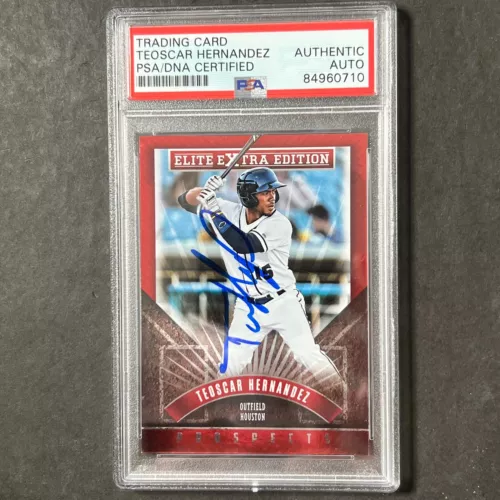 TRADING CARD
TEOSCAR HERNANDEZ
PSA/DNA CERTIFIED
AUTHENTIC
AUTO
84960710
PSA
ELITE EXTRA EDITION
15
TEOSCAR HERNANDEZ
OUTFIELD
HOUSTON
PROSPECTS